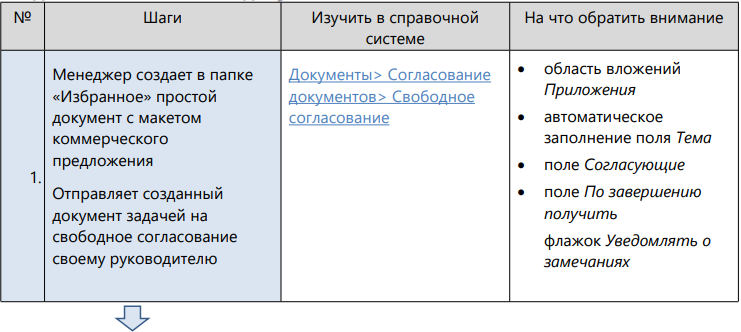 №
Шаги
Изучить в справочной
системе
На что обратить внимание
1.
Менеджер создает в папке
«Избранное» простой
документ с макетом
коммерческого
предложения
Отправляет созданный
документ задачей на
свободное согласование
своему руководителю
Документы> Согласование
документов> Свободное
согласование
• область вложений
Приложения
• автоматическое
заполнение поля Тема
• поле Согласующие
• поле По завершению
получить
флажок Уведомлять о
замечаниях